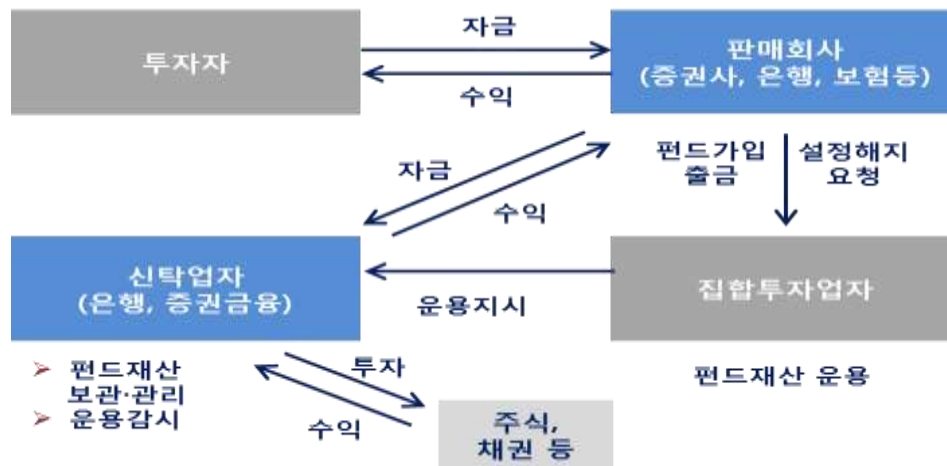 자금
투자자
판매회사
(증권사, 은행, 보험등)
수익
펀드가입
출금
설정해지
요청
자금
수익
신탁업자
(은행, 증권금융)
집합투자업자
운용지시
펀드재산
보관·관리
운용감시
투자
수익
펀드재산 운용
주식,
채권 등